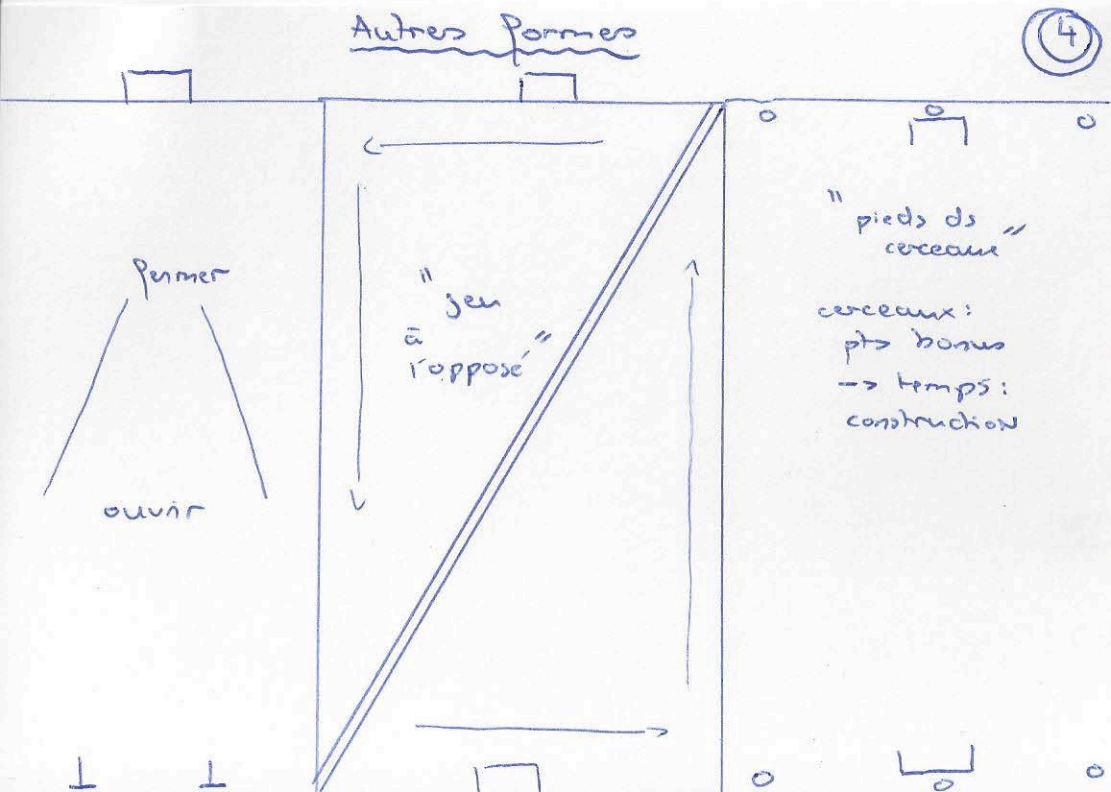 Autres formes
4
fermer
ouvrir
"jeu
à
l'opposé"
"pieds ds
cerceaux"
cerceaux:
pts bonus
--> temps:
construction